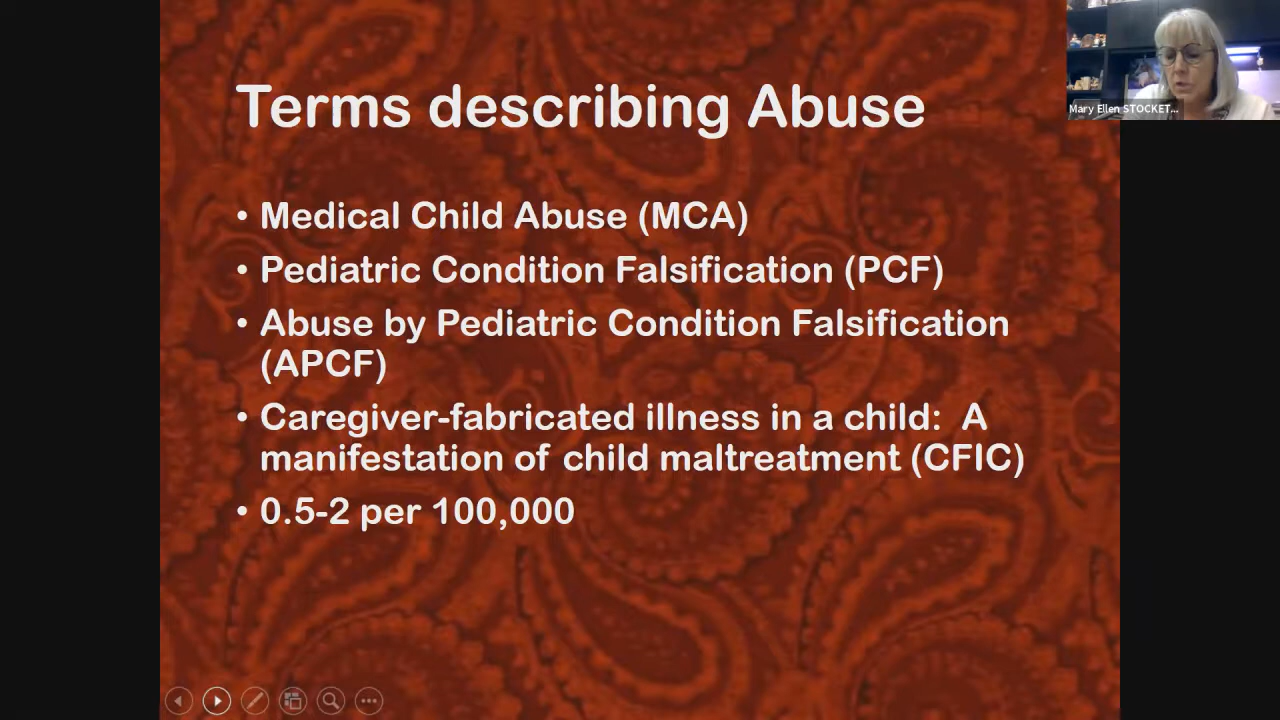 Terms describing Abuse
• Medical Child Abuse (MCA)
• Pediatric Condition Falsification (PCF)
• Abuse by Pediatric Condition Falsification
(APCF)
• Caregiver-fabricated illness in a child:  A
manifestation of child maltreatment (CFIC)
• 0.5-2 per 100,000
Mary Ellen STOCKET...